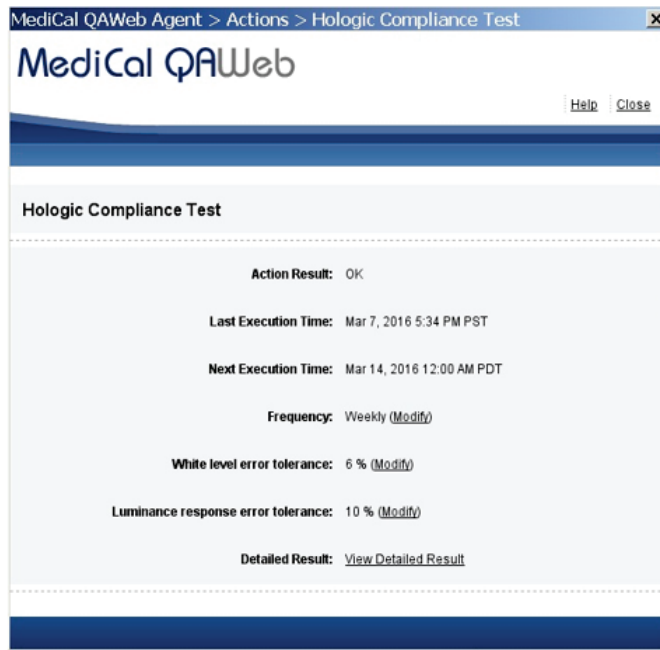 MediCal QAWeb Agent > Actions > Hologic Compliance Test
MediCal QAWeb
Help Close
Hologic Compliance Test
Action Result: OK
Last Execution Time: Mar 7, 2016 5:34 PM PST
Next Execution Time: Mar 14, 2016 12:00 AM PDT
Frequency: Weekly (Modify)
White level error tolerance: 6 % (Modify)
Luminance response error tolerance: 10 % (Modify)
Detailed Result: View Detailed Result